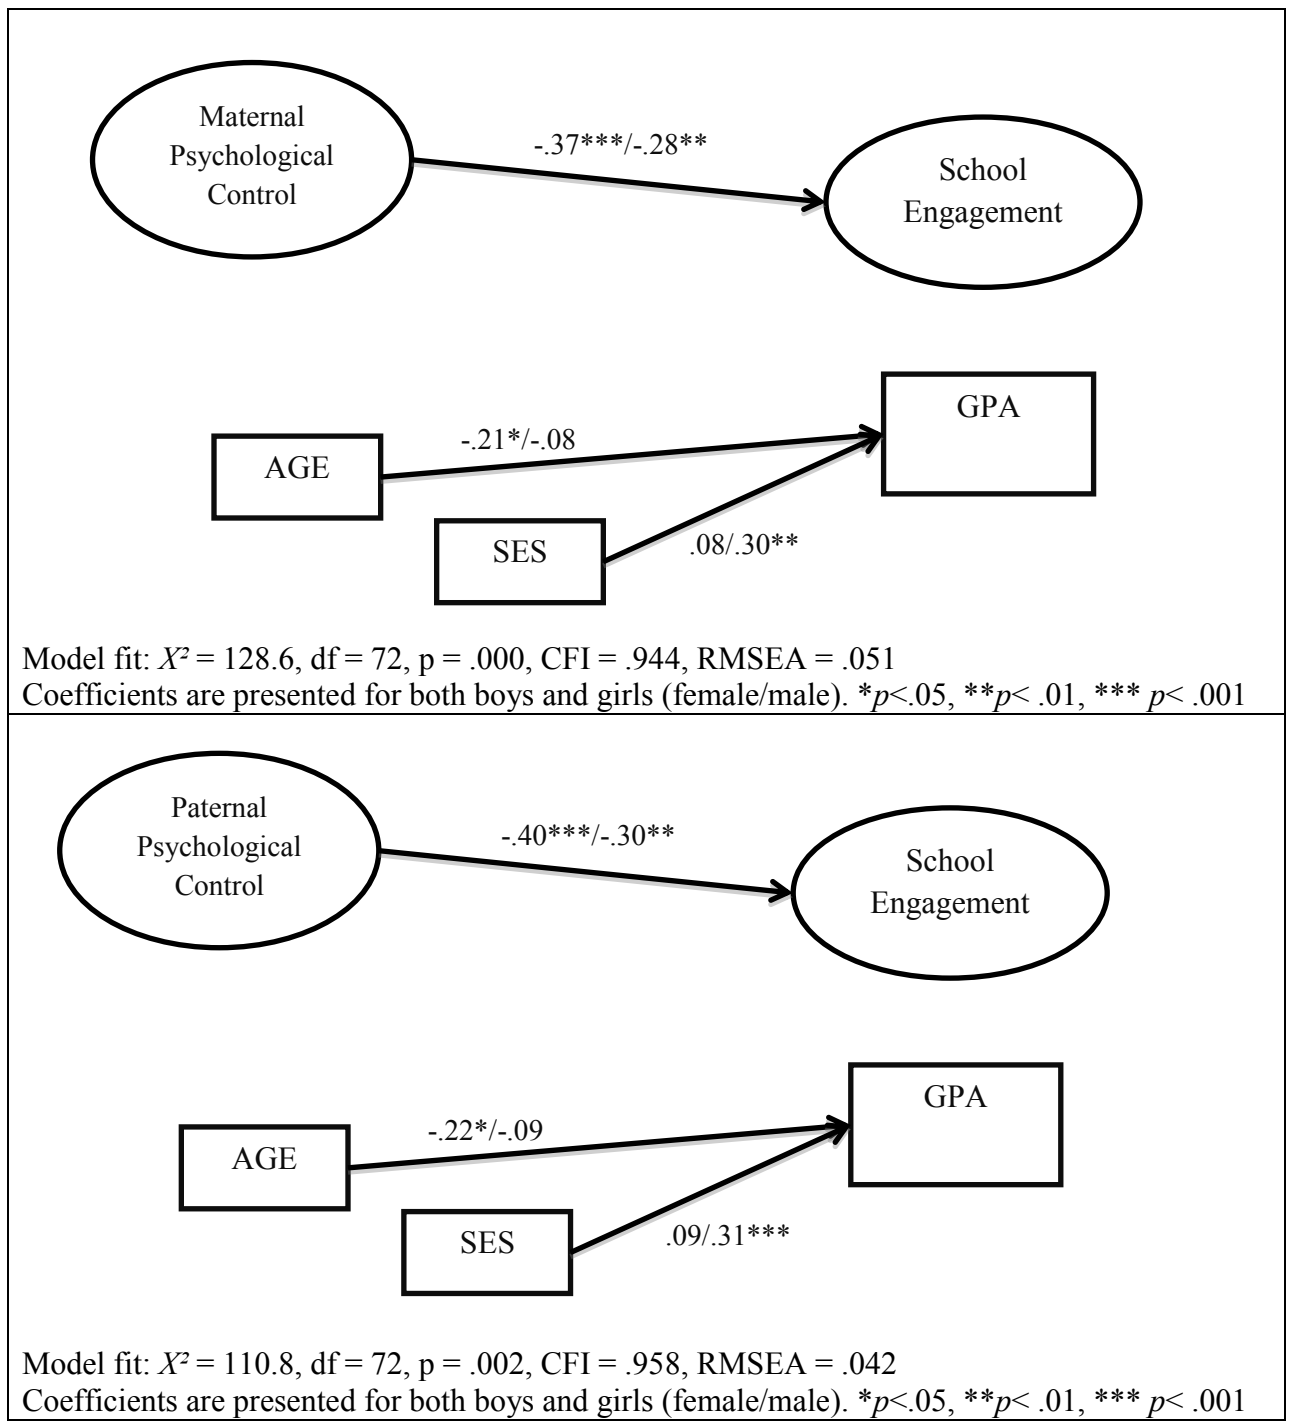 Maternal
Psychological
Control
-.37***/-.28**
School
Engagement
GPA
-.21*/-.08
AGE
SES
.08/.30**
Model fit: X² = 128.6, df = 72, p = .000, CFI = .944, RMSEA = .051
Coefficients are presented for both boys and girls (female/male). *p<.05, **p< .01, *** p< .001
Paternal
Psychological
Control
-.40***/-.30**
School
Engagement
GPA
-.22*/-.09
AGE
SES
.09/.31***
Model fit: X² = 110.8, df = 72, p = .002, CFI = .958, RMSEA = .042
Coefficients are presented for both boys and girls (female/male). *p<.05, **p< .01, *** p< .001